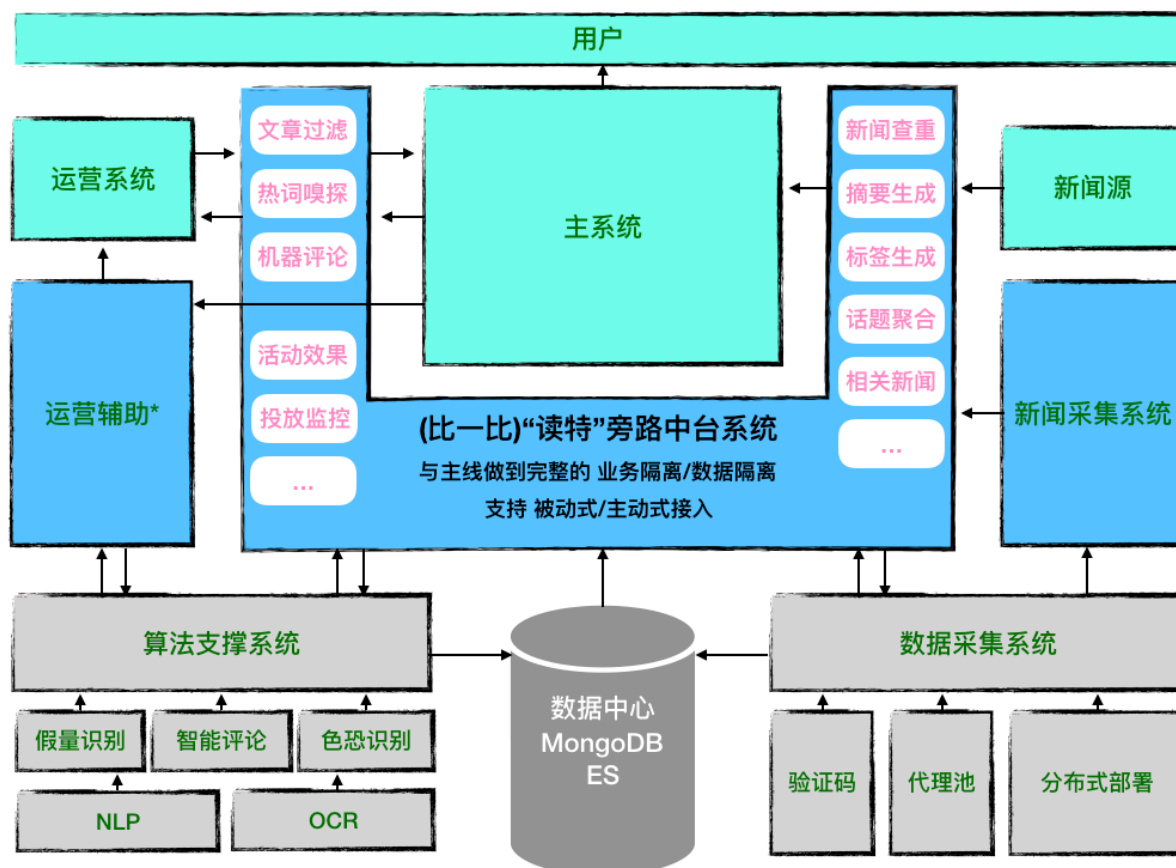 用户
运营系统
文章过滤
热词嗅探
机器评论
活动效果
投放监控
...
主系统
新闻查重
摘要生成
标签生成
话题聚合
相关新闻
...
新闻源
运营辅助*
(比一比)“读特”旁路中台系统
与主线做到完整的 业务隔离/数据隔离
支持 被动式/主动式接入
新闻采集系统
算法支撑系统
数据采集系统
数据中心
MongoDB
ES
假量识别
智能评论
色恐识别
NLP
OCR
验证码
代理池
分布式部署